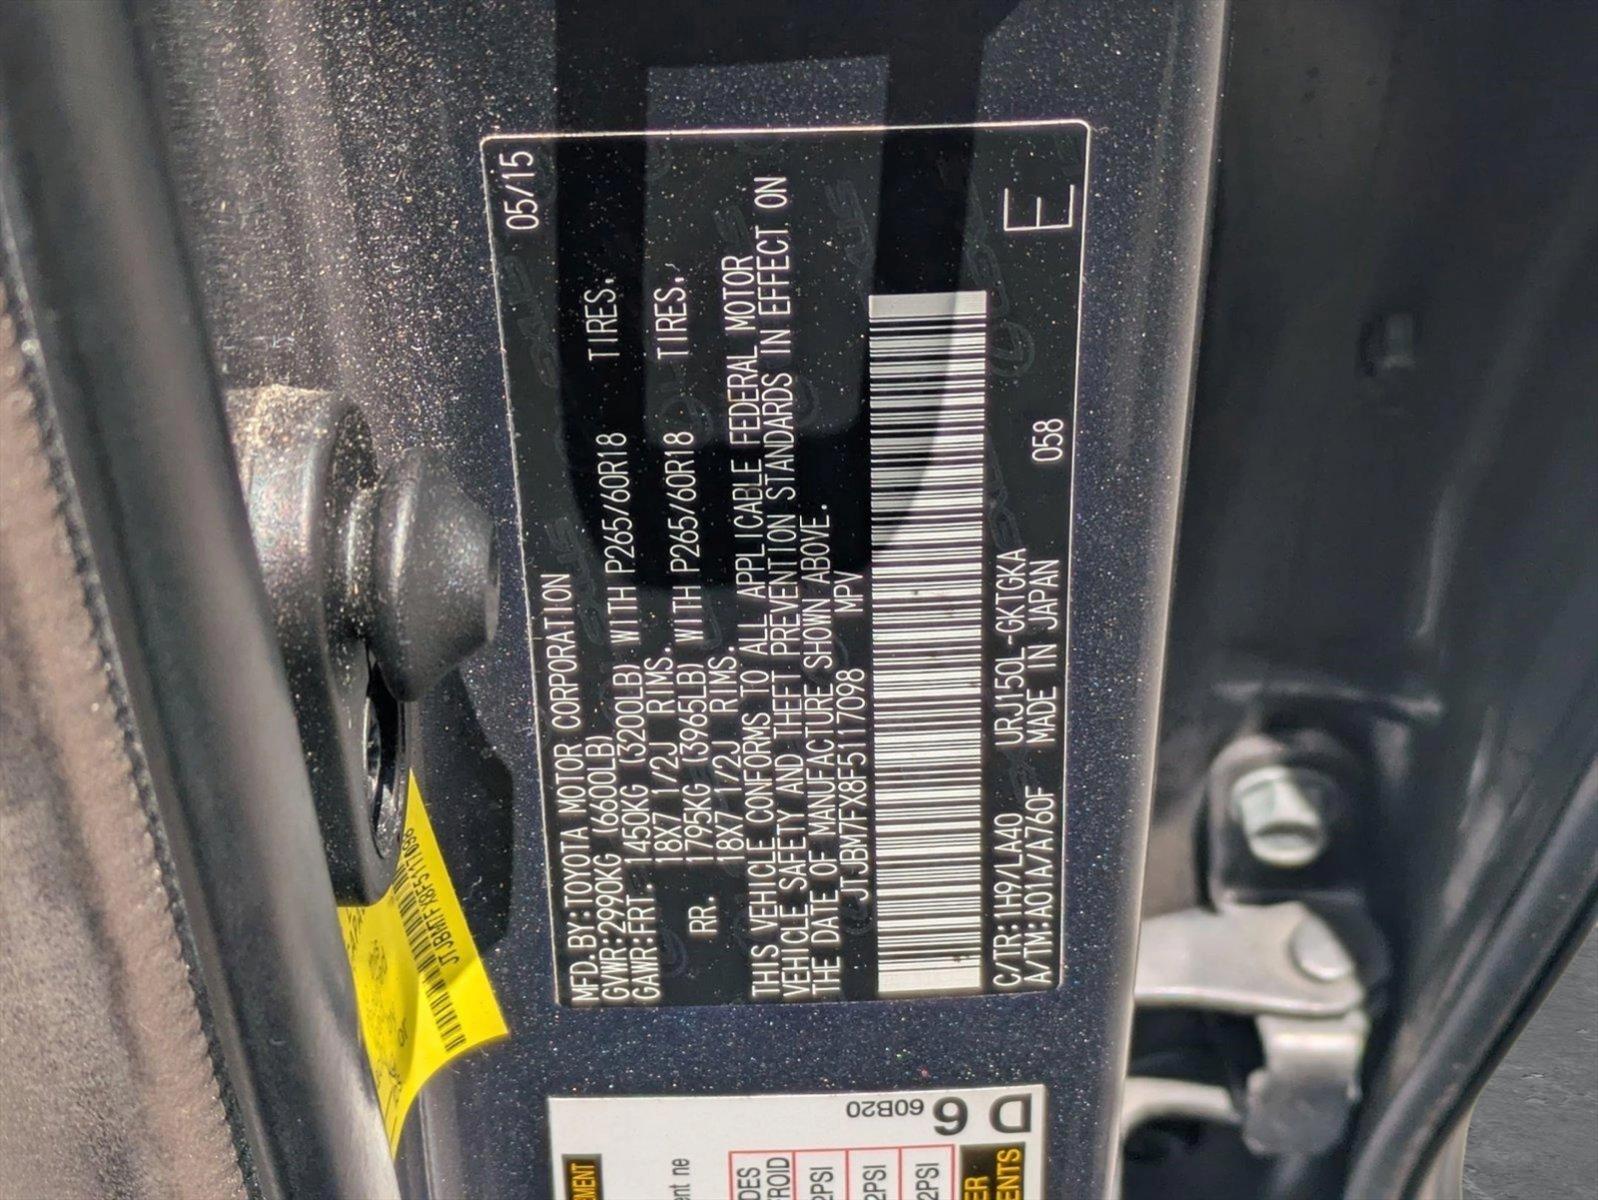 05/15
MFD.BY:TOYOTA MOTOR CORPORATION
GVWR:2990KG (6600LB)
GAWR:FRT. 1450KG (3200LB) WITH P265/60R18 TIRES,
18X7 1/2J RIMS.
RR. 1795KG (3965LB) WITH P265/60R18 TIRES,
18X7 1/2J RIMS.
THIS VEHICLE CONFORMS TO ALL APPLICABLE FEDERAL MOTOR
VEHICLE SAFETY AND THEFT PREVENTION STANDARDS IN EFFECT ON
THE DATE OF MANUFACTURE SHOWN ABOVE.
JTJBM7FX8F5117098 MPV
C/TR:1H9/LA40 URJ150L-GKTGKA 058
A/TM:A01A/A760F MADE IN JAPAN
E
JTJBM7FX8F5117098
D 6
60B20